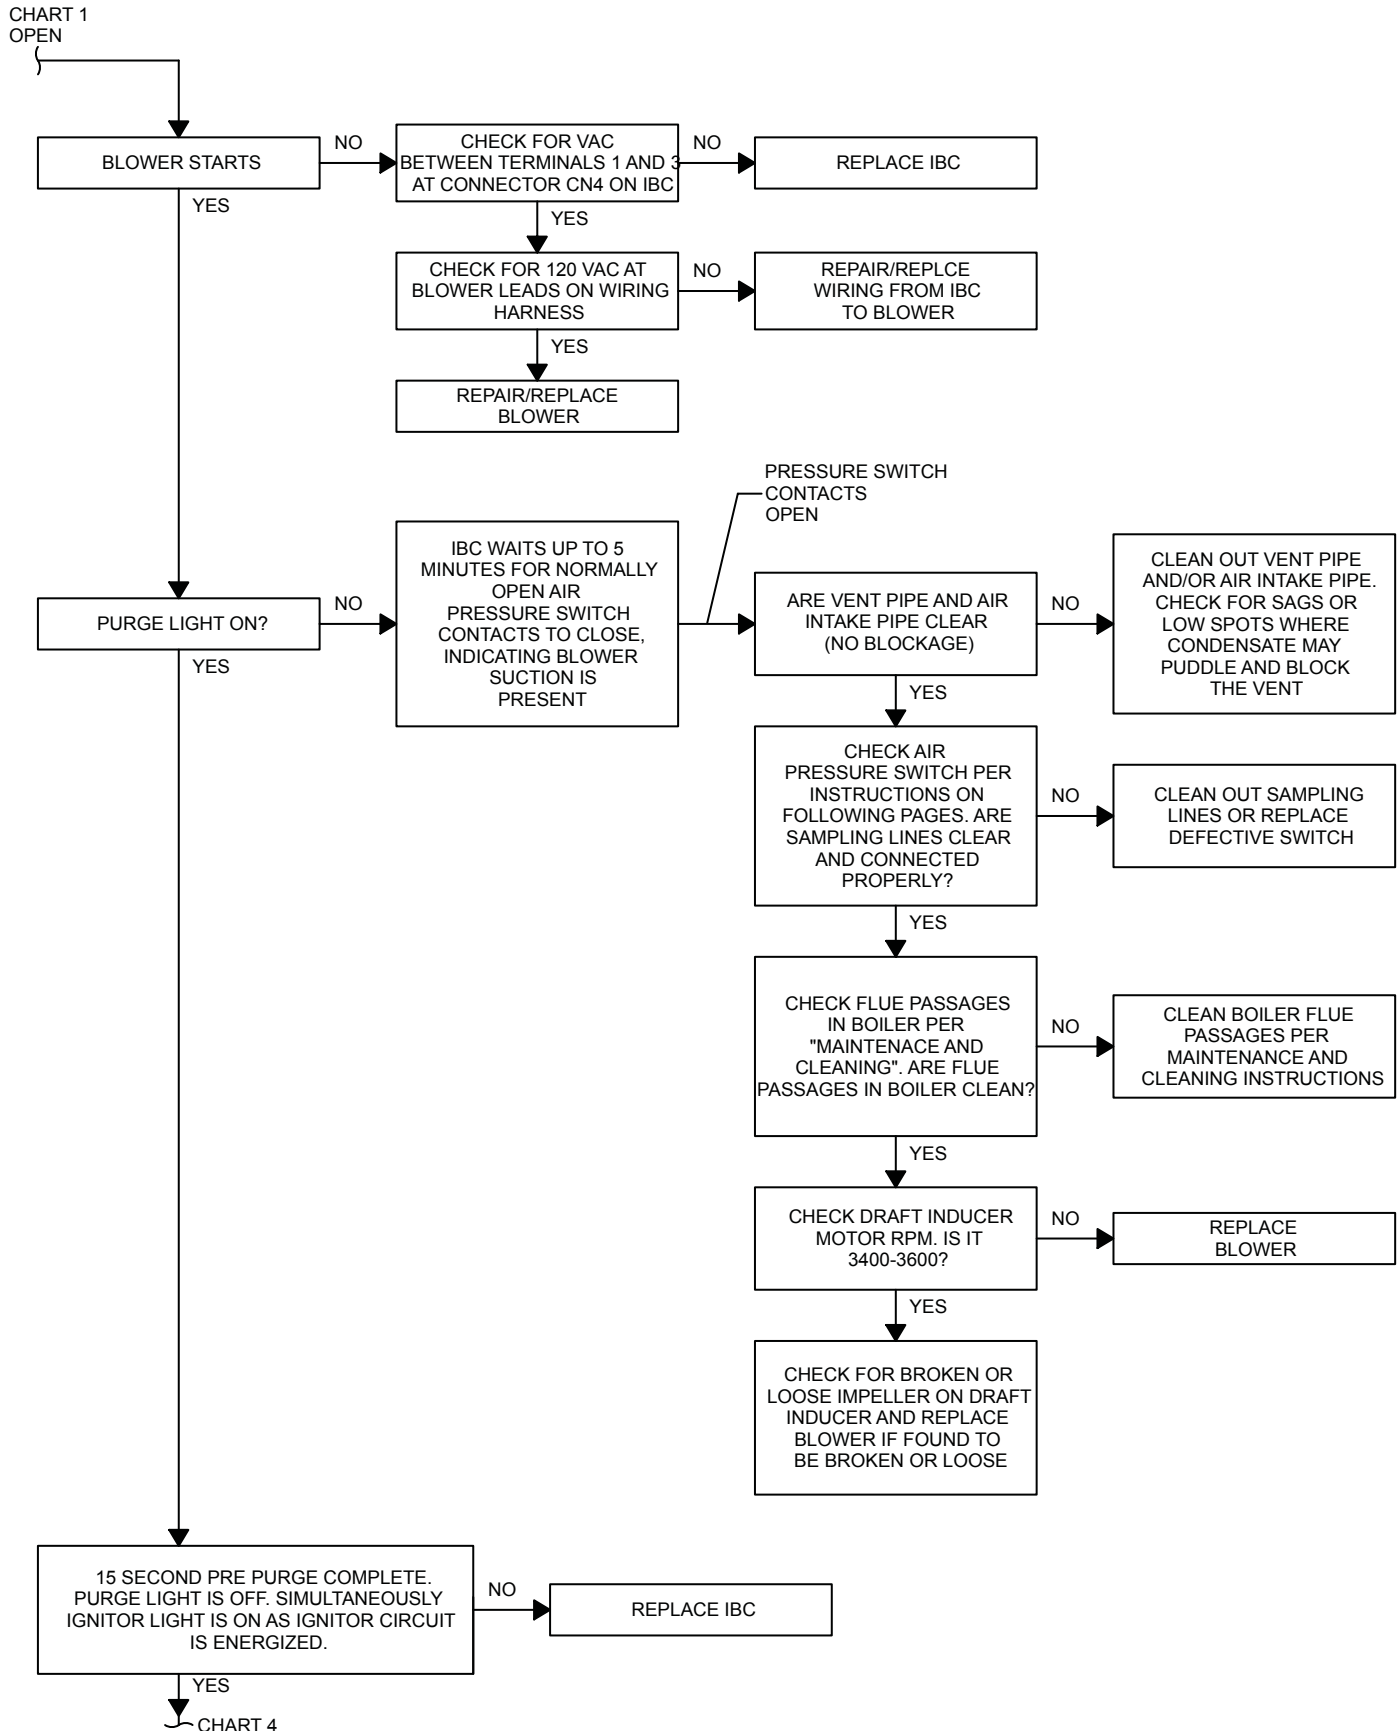 CHART 1
OPEN
BLOWER STARTS
NO
CHECK FOR VAC
BETWEEN TERMINALS 1 AND 3
AT CONNECTOR CN4 ON IBC
NO
REPLACE IBC
YES
YES
CHECK FOR 120 VAC AT
BLOWER LEADS ON WIRING
HARNESS
NO
REPAIR/REPLCE
WIRING FROM IBC
TO BLOWER
YES
REPAIR/REPLACE
BLOWER
PRESSURE SWITCH
CONTACTS
OPEN
PURGE LIGHT ON?
NO
IBC WAITS UP TO 5
MINUTES FOR NORMALLY
OPEN AIR
PRESSURE SWITCH
CONTACTS TO CLOSE,
INDICATING BLOWER
SUCTION IS
PRESENT
ARE VENT PIPE AND AIR
INTAKE PIPE CLEAR
(NO BLOCKAGE)
NO
CLEAN OUT VENT PIPE
AND/OR AIR INTAKE PIPE.
CHECK FOR SAGS OR
LOW SPOTS WHERE
CONDENSATE MAY
PUDDLE AND BLOCK
THE VENT
YES
YES
CHECK AIR
PRESSURE SWITCH PER
INSTRUCTIONS ON
FOLLOWING PAGES. ARE
SAMPLING LINES CLEAR
AND CONNECTED
PROPERLY?
NO
CLEAN OUT SAMPLING
LINES OR REPLACE
DEFECTIVE SWITCH
YES
CHECK FLUE PASSAGES
IN BOILER PER
"MAINTENACE AND
CLEANING". ARE FLUE
PASSAGES IN BOILER CLEAN?
NO
CLEAN BOILER FLUE
PASSAGES PER
MAINTENANCE AND
CLEANING INSTRUCTIONS
YES
CHECK DRAFT INDUCER
MOTOR RPM. IS IT
3400-3600?
NO
REPLACE
BLOWER
YES
CHECK FOR BROKEN OR
LOOSE IMPELLER ON DRAFT
INDUCER AND REPLACE
BLOWER IF FOUND TO
BE BROKEN OR LOOSE
15 SECOND PRE PURGE COMPLETE.
PURGE LIGHT IS OFF. SIMULTANEOUSLY
IGNITOR LIGHT IS ON AS IGNITOR CIRCUIT
IS ENERGIZED.
NO
REPLACE IBC
YES
CHART 4